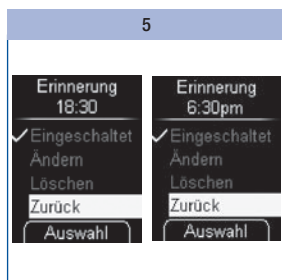 5
Erinnerung
18:30
Eingeschaltet
Ändern
Löschen
Zurück
Auswahl
Erinnerung
6:30pm
Eingeschaltet
Ändern
Löschen
Zurück
Auswahl